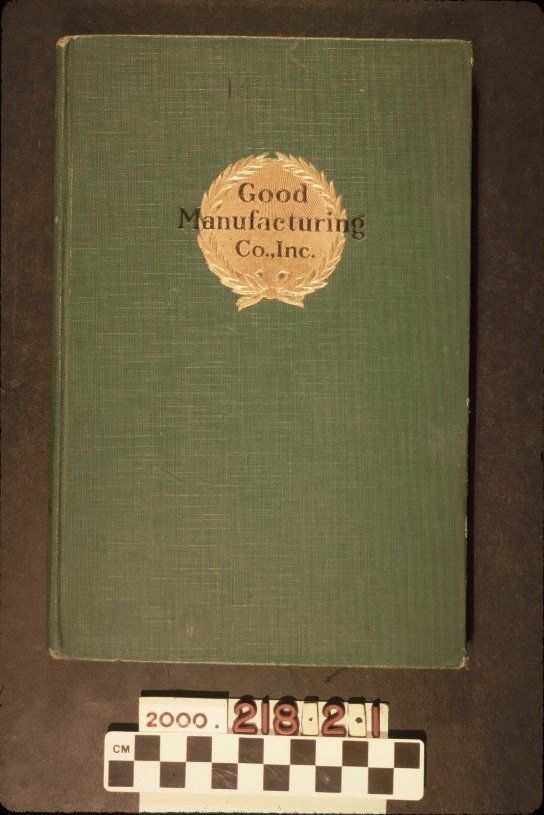 Good
Manufacturing
Co.,Inc.
2000. 218.2.1
CM